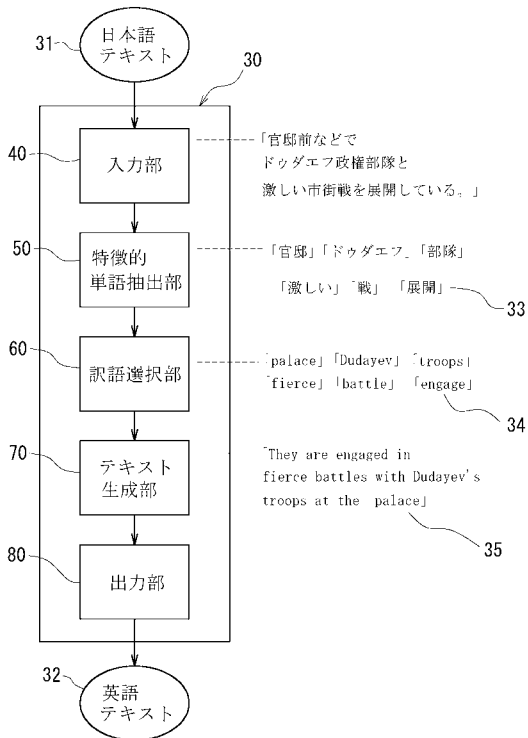 31
日本語
テキスト
30
40
入力部
「官邸前などで
ドゥダエフ政権部隊と
激しい市街戦を展開している。」
50
特徴的
単語抽出部
「官邸」「ドゥダエフ」「部隊」
「激しい」「戦」「展開」
33
60
訳語選択部
「palace」「Dudayev」「troops」
「fierce」「battle」「engage」
34
70
テキスト
生成部
「They are engaged in
fierce battles with Dudayev's
troops at the palace」
35
80
出力部
32
英語
テキスト